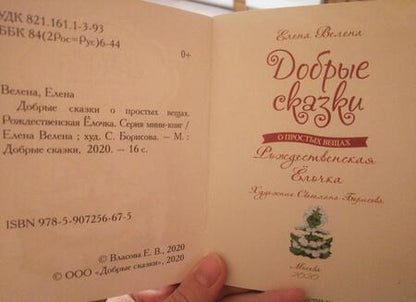 УДК 821.161.1-3-93
ББК 84(2Рос=Рус)6-44
0+
Велена, Елена
Добрые сказки о простых вещах.
Рождественская Ёлочка. Серия мини-книг /
Елена Велена ; худ. С. Борисова. – М. :
Добрые сказки, 2020. – 16 с.
ISBN 978-5-907256-67-5
© Власова Е. В., 2020
© ООО «Добрые сказки», 2020
Елена Велена
Добрые
сказки
О ПРОСТЫХ ВЕЩАХ
Рождественская
Ёлочка
Художник Светлана Борисова
Москва
2020